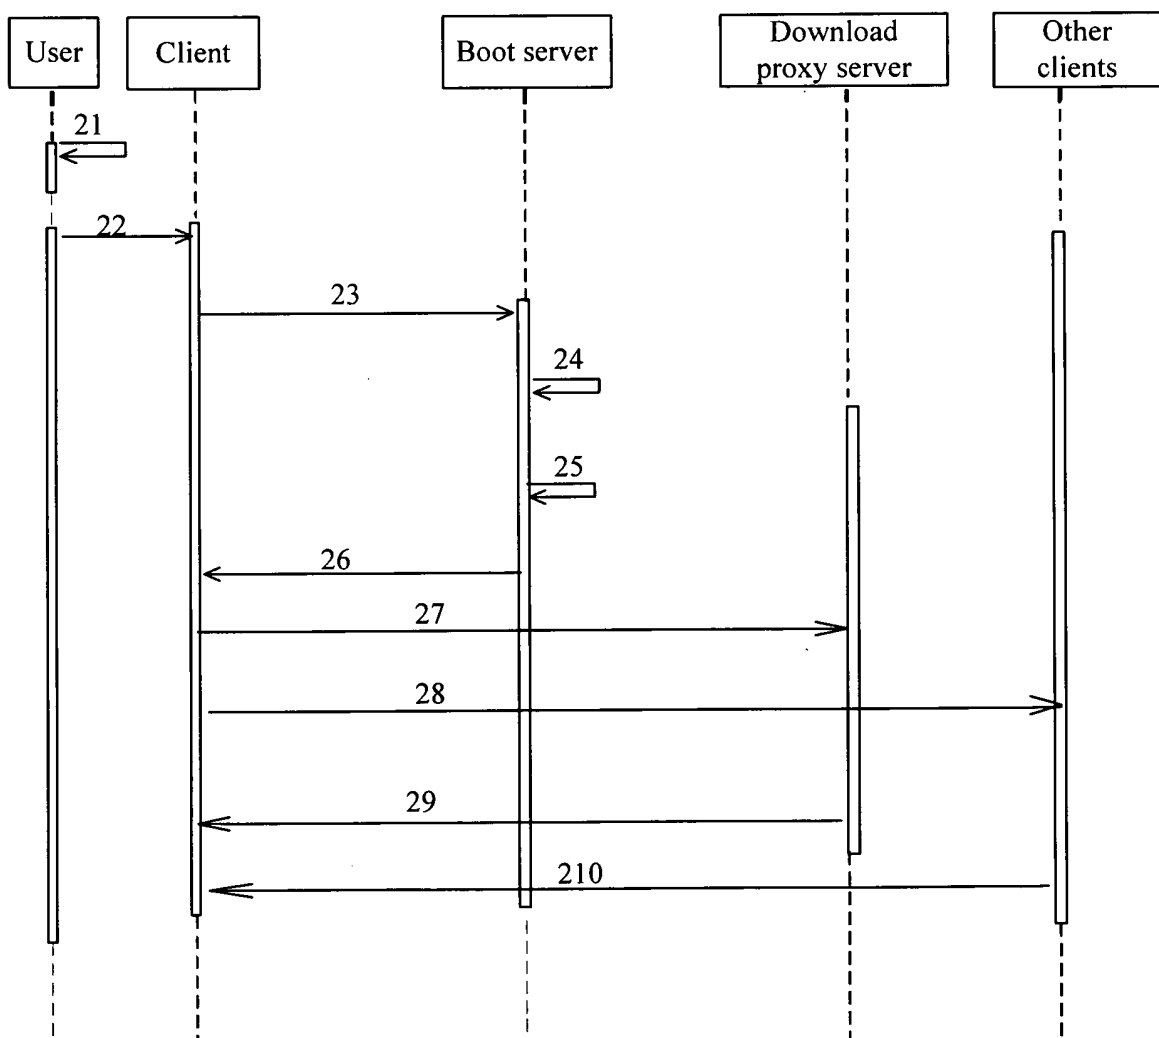 User
Client
Boot server
Download
proxy server
Other
clients
21
22
23
24
25
26
27
28
29
210